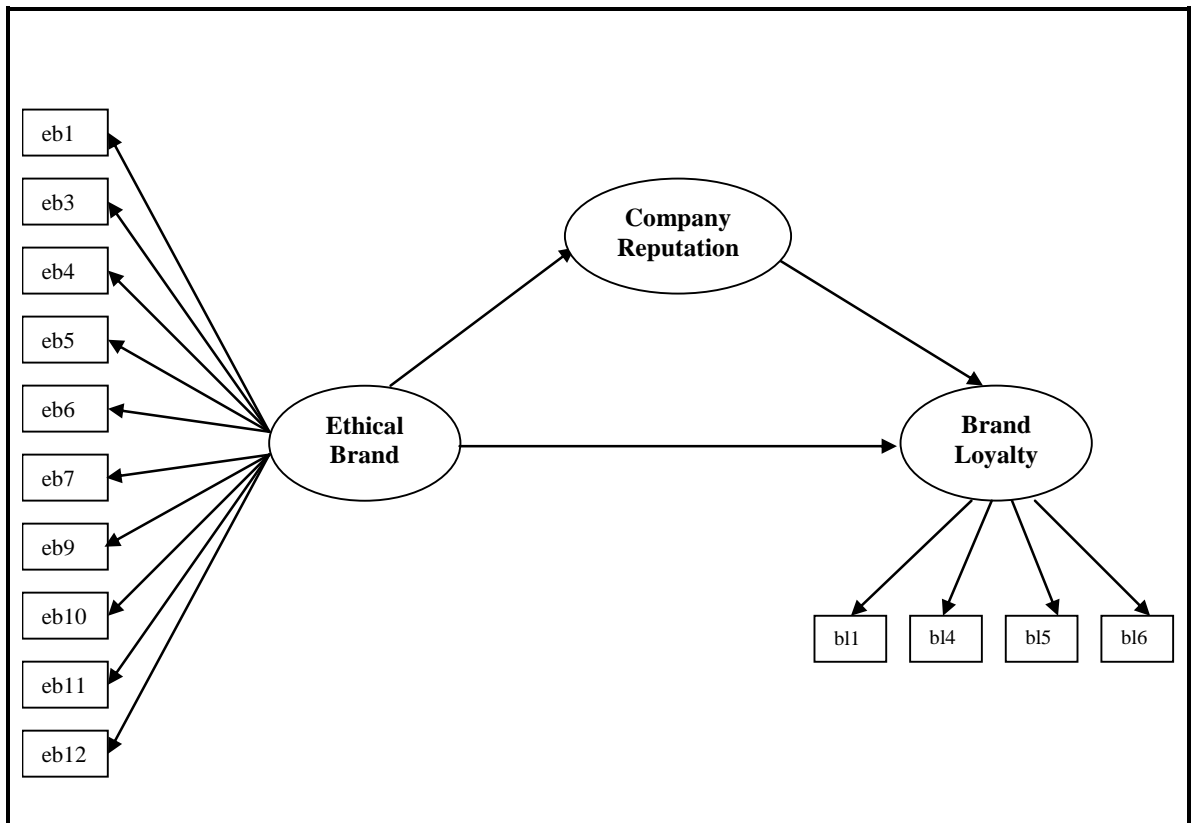 eb1
eb3
eb4
eb5
eb6
eb7
eb9
eb10
eb11
eb12
Company
Reputation
Ethical
Brand
Brand
Loyalty
bl1
bl4
bl5
bl6